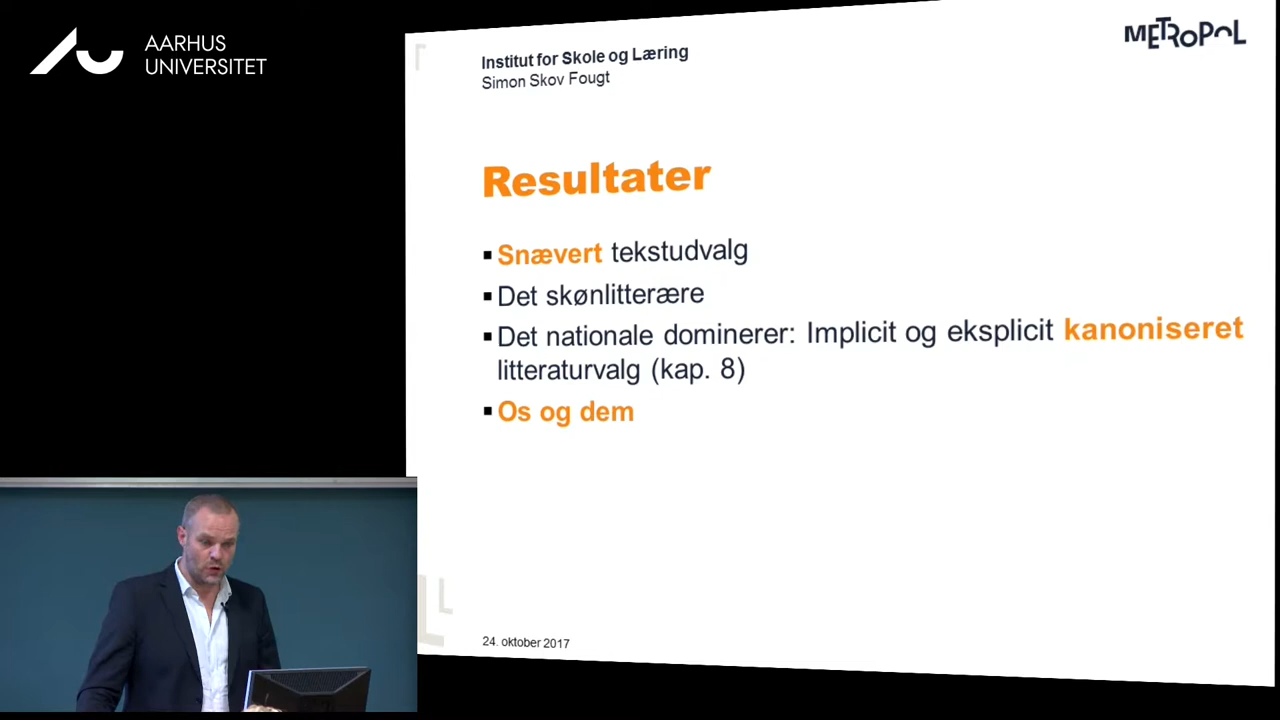 AARHUS
UNIVERSITET
METROPOL
Institut for Skole og Læring
Simon Skov Fougt
Resultater
▪ Snævert tekstudvalg
▪ Det skønlitterære
▪ Det nationale dominerer: Implicit og eksplicit kanoniseret
litteraturvalg (kap. 8)
▪ Os og dem
24. oktober 2017